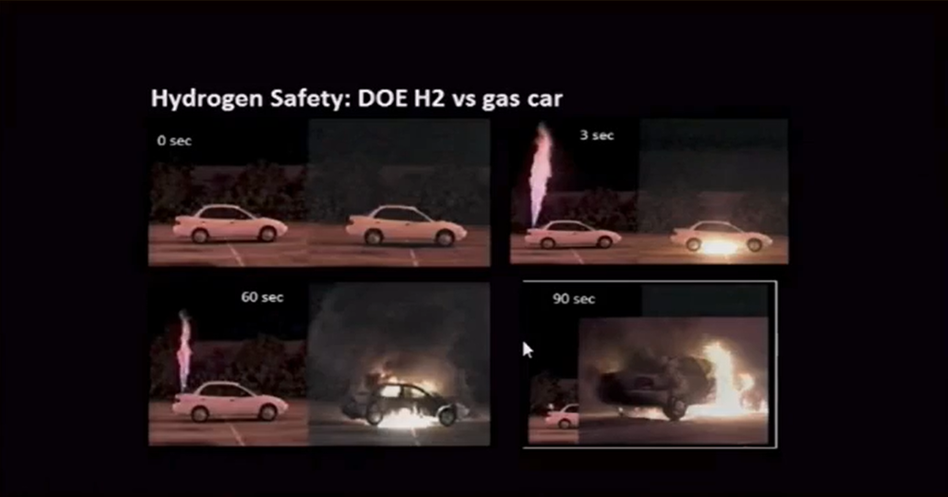 Hydrogen Safety: DOE H2 vs gas car
0 sec
3 sec
60 sec
90 sec